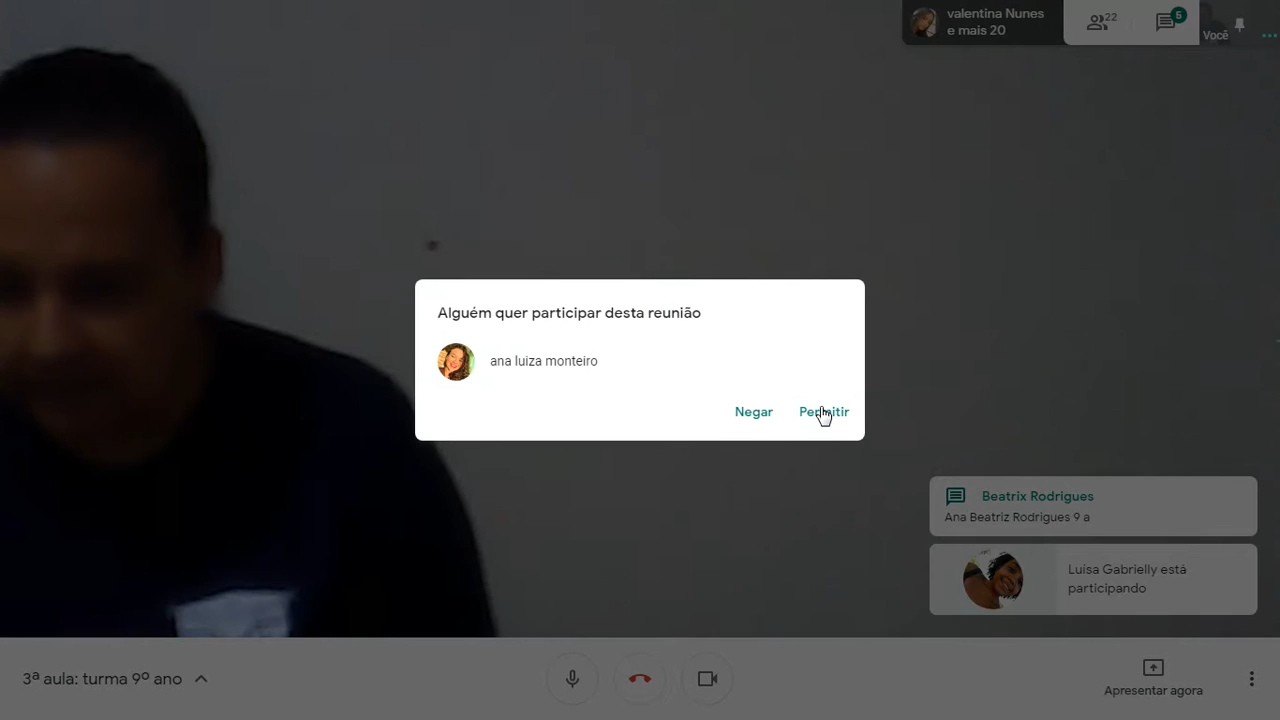 valentina Nunes
e mais 20
22
5
Você
Alguém quer participar desta reunião
ana luiza monteiro
Negar
Permitir
Beatrix Rodrigues
Ana Beatriz Rodrigues 9 a
Luísa Gabrielly está
participando
3ª aula: turma 9º ano
Apresentar agora